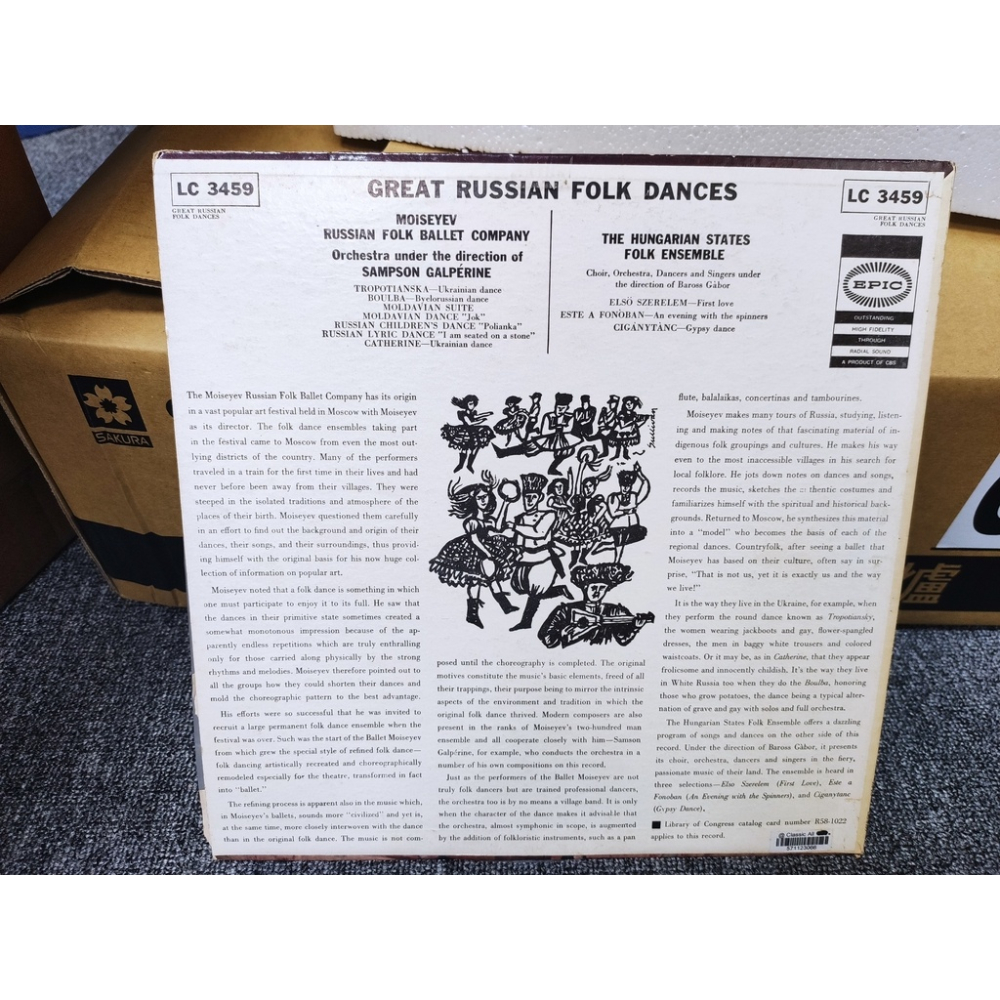 LC 3459
GREAT RUSSIAN
FOLK DANCES
GREAT RUSSIAN FOLK DANCES
LC 3459
GREAT RUSSIAN
FOLK DANCES
MOISEYEV
RUSSIAN FOLK BALLET COMPANY
Orchestra under the direction of
SAMPSON GALPÉRINE
TROPOTIANSKA—Ukrainian dance
BOULBA—Byelorussian dance
MOLDAVIAN SUITE
MOLDAVIAN DANCE "Jok"
RUSSIAN CHILDREN'S DANCE "Polianka"
RUSSIAN LYRIC DANCE "I am seated on a stone"
CATHERINE—Ukrainian dance
THE HUNGARIAN STATES
FOLK ENSEMBLE
Choir, Orchestra, Dancers and Singers under
the direction of Baross Gàbor
ELSÖ SZERELEM—First love
ESTE A FONÒBAN—An evening with the spinners
CIGÁNYTÀNC—Gypsy dance
EPIC
OUTSTANDING
HIGH FIDELITY
THROUGH
RADIAL SOUND
A PRODUCT OF CBS
The Moiseyev Russian Folk Ballet Company has its origin
in a vast popular art festival held in Moscow with Moiseyev
as its director. The folk dance ensembles taking part
in the festival came to Moscow from even the most out-
lying districts of the country. Many of the performers
traveled in a train for the first time in their lives and had
never before been away from their villages. They were
steeped in the isolated traditions and atmosphere of the
places of their birth. Moiseyev questioned them carefully
in an effort to find out the background and origin of their
dances, their songs, and their surroundings, thus provid-
ing himself with the original basis for his now huge col-
lection of information on popular art.
Moiseyev noted that a folk dance is something in which
one must participate to enjoy it to its full. He saw that
the dances in their primitive state sometimes created a
somewhat monotonous impression because of the ap-
parently endless repetitions which are truly enthralling
only for those carried along physically by the strong
rhythms and melodies. Moiseyev therefore pointed out to
all the groups how they could shorten their dances and
mold the choreographic pattern to the best advantage.
His efforts were so successful that he was invited to
recruit a large permanent folk dance ensemble when the
festival was over. Such was the start of the Ballet Moiseyev
from which grew the special style of refined folk dance—
folk dancing artistically recreated and choreographically
remodeled especially for the theatre, transformed in fact
into "ballet."
The refining process is apparent also in the music which,
in Moiseyev's ballets, sounds more "civilized" and yet is,
at the same time, more closely interwoven with the dance
than in the original folk dance. The music is not com-
posed until the choreography is completed. The original
motives constitute the music's basic elements, freed of all
their trappings, their purpose being to mirror the intrinsic
aspects of the environment and tradition in which the
original folk dance thrived. Modern composers are also
present in the ranks of Moiseyev's two-hundred man
ensemble and all cooperate closely with him—Samson
Galpérine, for example, who conducts the orchestra in a
number of his own compositions on this record.
Just as the performers of the Ballet Moiseyev are not
truly folk dancers but are trained professional dancers,
the orchestra too is by no means a village band. It is only
when the character of the dance makes it advisable that
the orchestra, almost symphonic in scope, is augmented
by the addition of folkloristic instruments, such as a pan
flute, balalaikas, concertinas and tambourines.
Moiseyev makes many tours of Russia, studying, listen-
ing and making notes of that fascinating material of in-
digenous folk groupings and cultures. He makes his way
even to the most inaccessible villages in his search for
local folklore. He jots down notes on dances and songs,
records the music, sketches the thentic costumes and
familiarizes himself with the spiritual and historical back-
grounds. Returned to Moscow, he synthesizes this material
into a "model" who becomes the basis of each of the
regional dances. Countryfolk, after seeing a ballet that
Moiseyev has based on their culture, often say in sur-
prise, "That is not us, yet it is exactly us and the way
we live!"
It is the way they live in the Ukraine, for example, when
they perform the round dance known as Tropotiansky,
the women wearing jackboots and gay, flower-spangled
dresses, the men in baggy white trousers and colored
waistcoats. Or it may be, as in Catherine, that they appear
frolicsome and innocently childish. It's the way they live
in White Russia too when they do the Boulba, honoring
those who grow potatoes, the dance being a typical alter-
nation of grave and gay with solos and full orchestra.
The Hungarian States Folk Ensemble offers a dazzling
program of songs and dances on the other side of this
record. Under the direction of Baross Gàbor, it presents
its choir, orchestra, dancers and singers in the fiery,
passionate music of their land. The ensemble is heard in
three selections—Elso Szerelem (First Love), Este a
Fonóban (An Evening with the Spinners), and Ciganytanc
(Gypsy Dance).
Library of Congress catalag card number R58-1022
applies to this record.
@ Classic All
571123086
SAKURA
爐